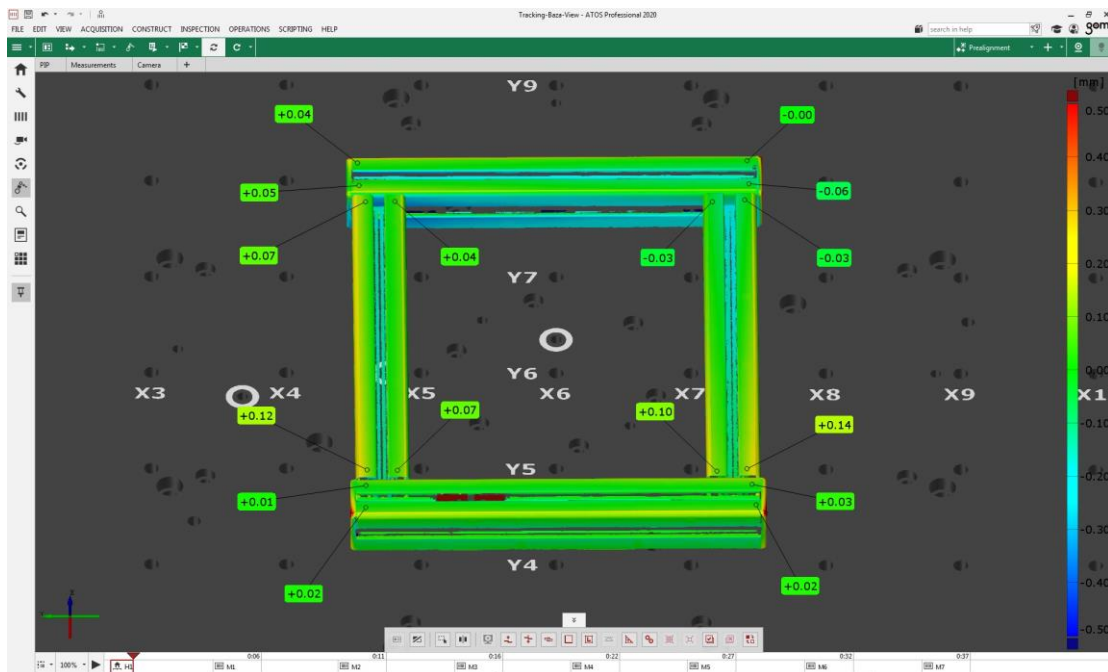 Tracking-Baza-View - ATOS Professional 2020
FILE EDIT VIEW ACQUISITION CONSTRUCT INSPECTION OPERATIONS SCRIPTING HELP
search in help
gom
Prealignment
PIP Measurements Camera +
[mm]
Y9
0.50
+0.04 -0.00
0.40
+0.05 -0.06
0.30
+0.07 +0.04 -0.03 -0.03
0.20
Y7
0.10
Y6
0.00
X3 X4 X5 X6 X7 X8 X9 X1
+0.12 +0.07 +0.10 +0.14
-0.10
Y5
-0.20
+0.01 +0.03
-0.30
Y4
+0.02 +0.02
-0.40
-0.50
0:06 0:11 0:16 0:22 0:27 0:32 0:37
100% H1 M1 M2 M3 M4 M5 M6 M7